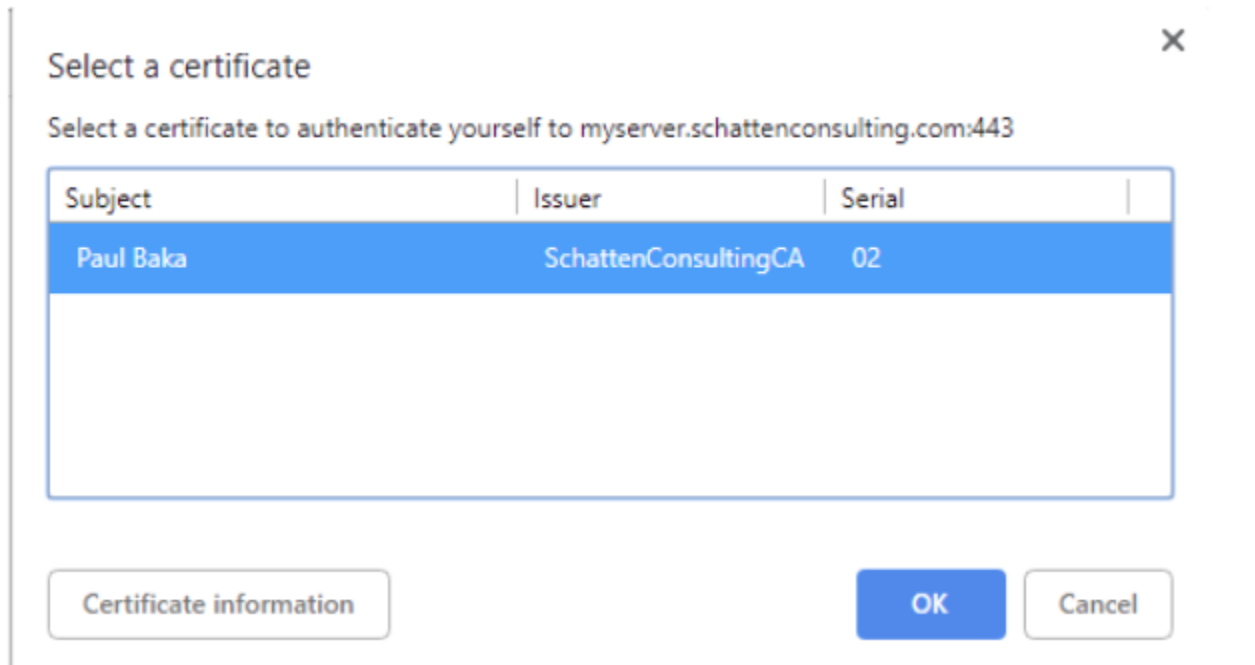 Select a certificate
Select a certificate to authenticate yourself to myserver.schattenconsulting.com:443
Subject Issuer Serial
Paul Baka SchattenConsultingCA 02
Certificate information OK Cancel